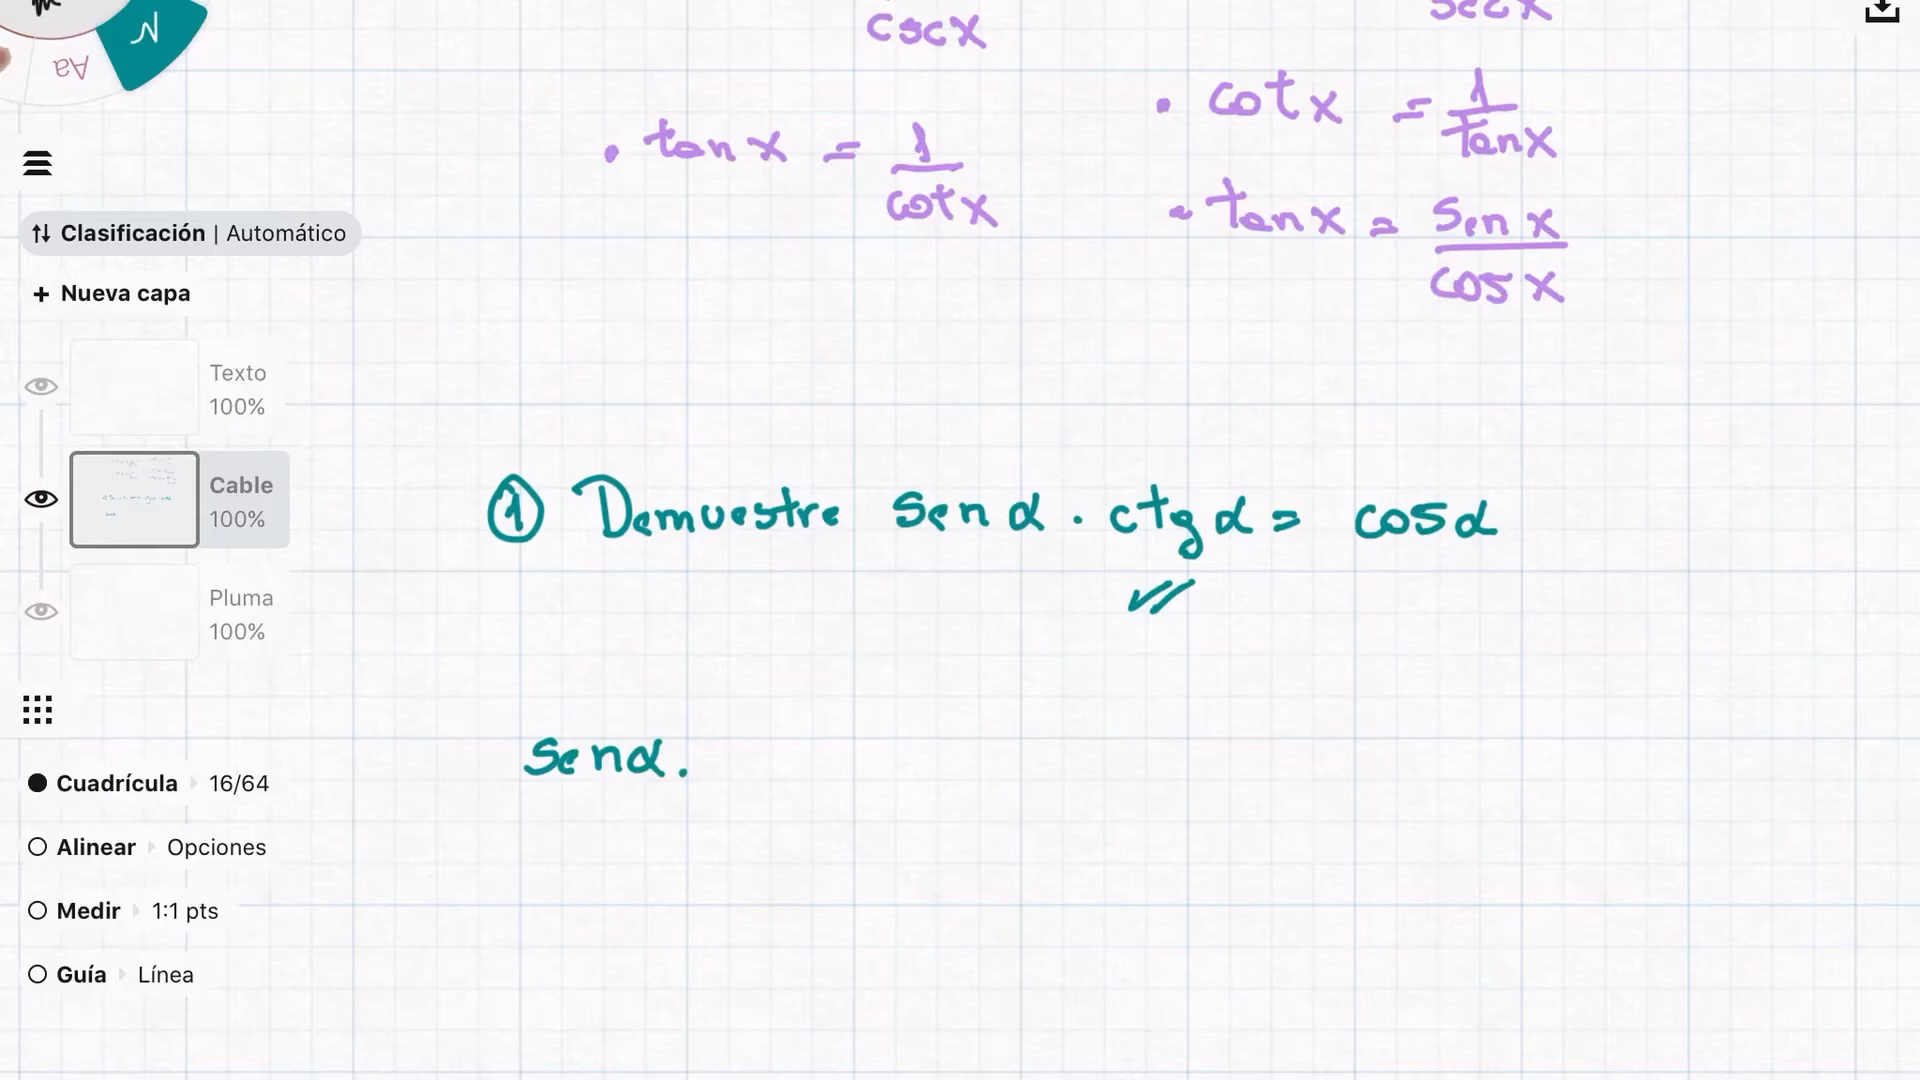 Aa
cscx
secx
• cotx = 1/tanx
• tanx = 1/cotx
• tanx = senx/cosx
Clasificación | Automático
+ Nueva capa
Texto
100%
Cable
100%
Pluma
100%
① Demuestre senα . ctgα = cosα
senα.
Cuadrícula 16/64
Alinear Opciones
Medir 1:1 pts
Guía Línea